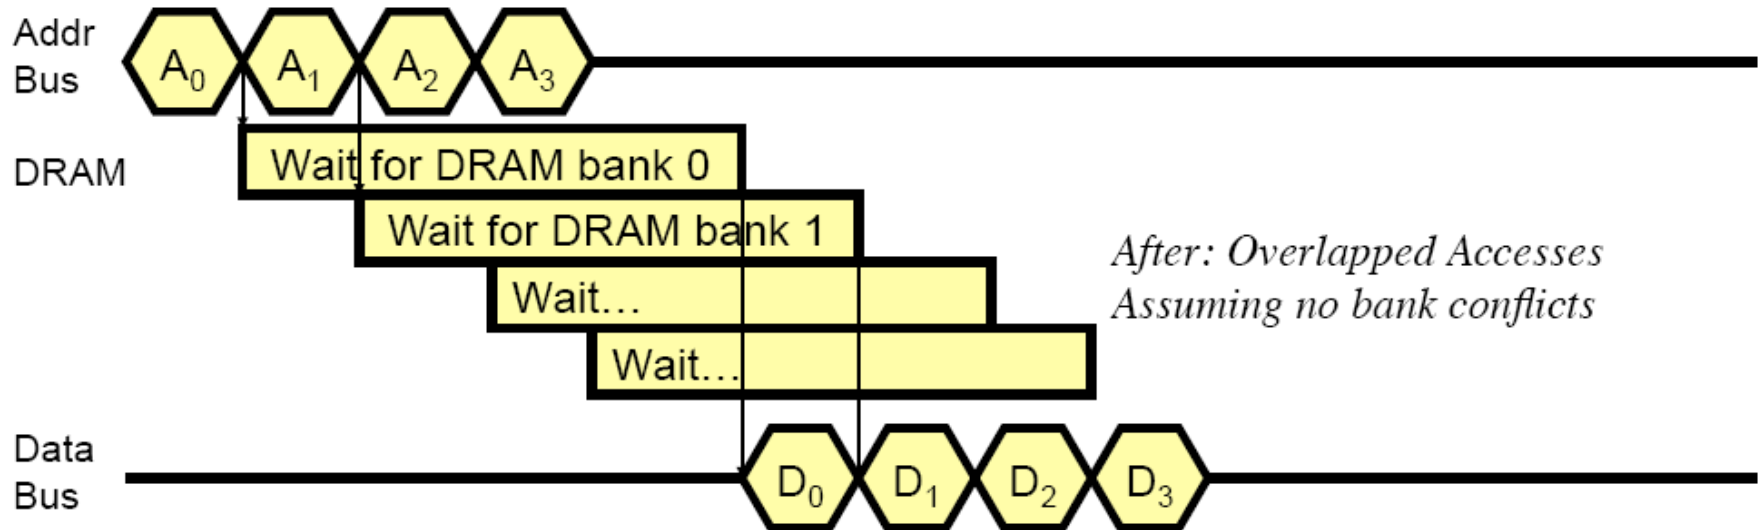 Addr
Bus
A0 A1 A2 A3
DRAM
Wait for DRAM bank 0
Wait for DRAM bank 1
Wait...
Wait...
After: Overlapped Accesses
Assuming no bank conflicts
Data
Bus
D0 D1 D2 D3